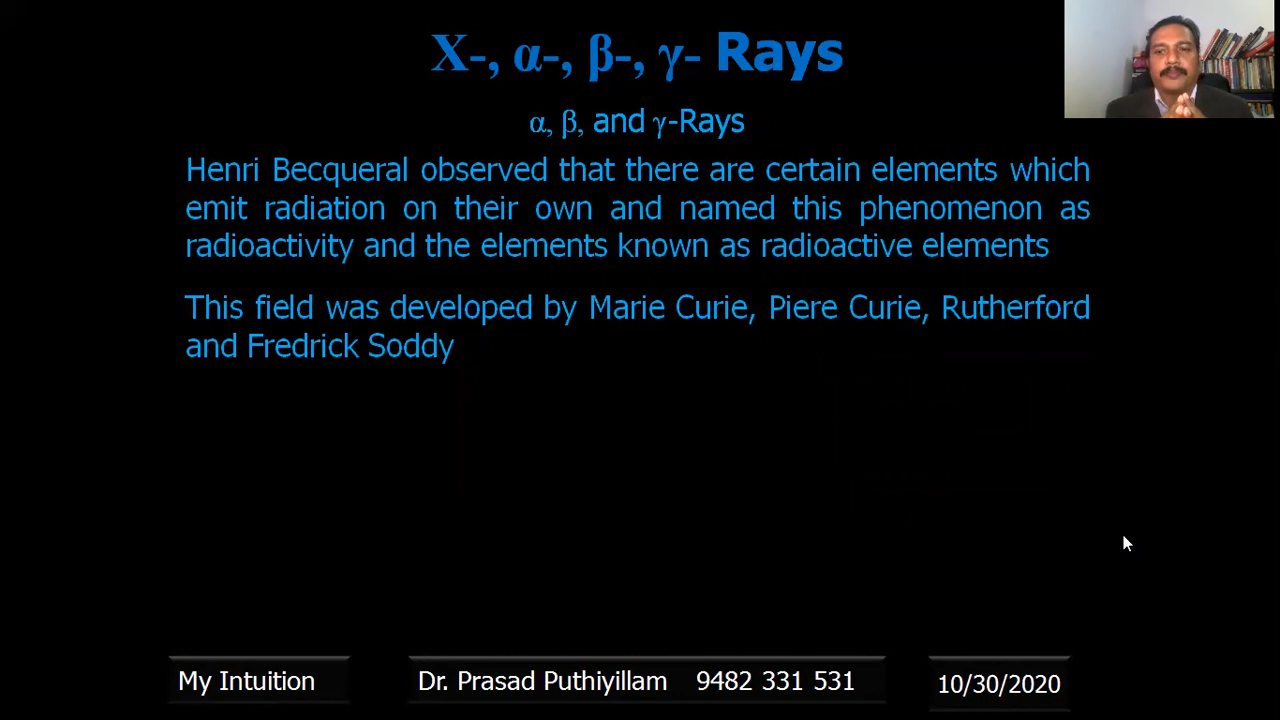 X-, α-, β-, γ- Rays
α, β, and γ-Rays
Henri Becqueral observed that there are certain elements which
emit radiation on their own and named this phenomenon as
radioactivity and the elements known as radioactive elements
This field was developed by Marie Curie, Piere Curie, Rutherford
and Fredrick Soddy
My Intuition
Dr. Prasad Puthiyillam 9482 331 531
10/30/2020